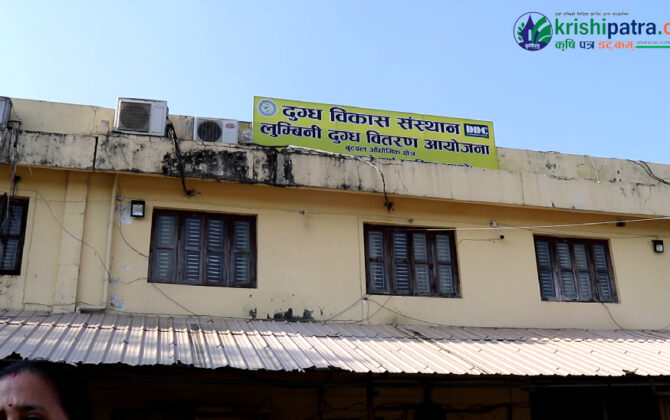 krishipatra.c
कृषि पत्र डट्कम्
दुग्ध विकास संस्थान DDC
लुम्बिनी दुग्ध वितरण आयोजना
बुटवल औद्योगिक क्षेत्र